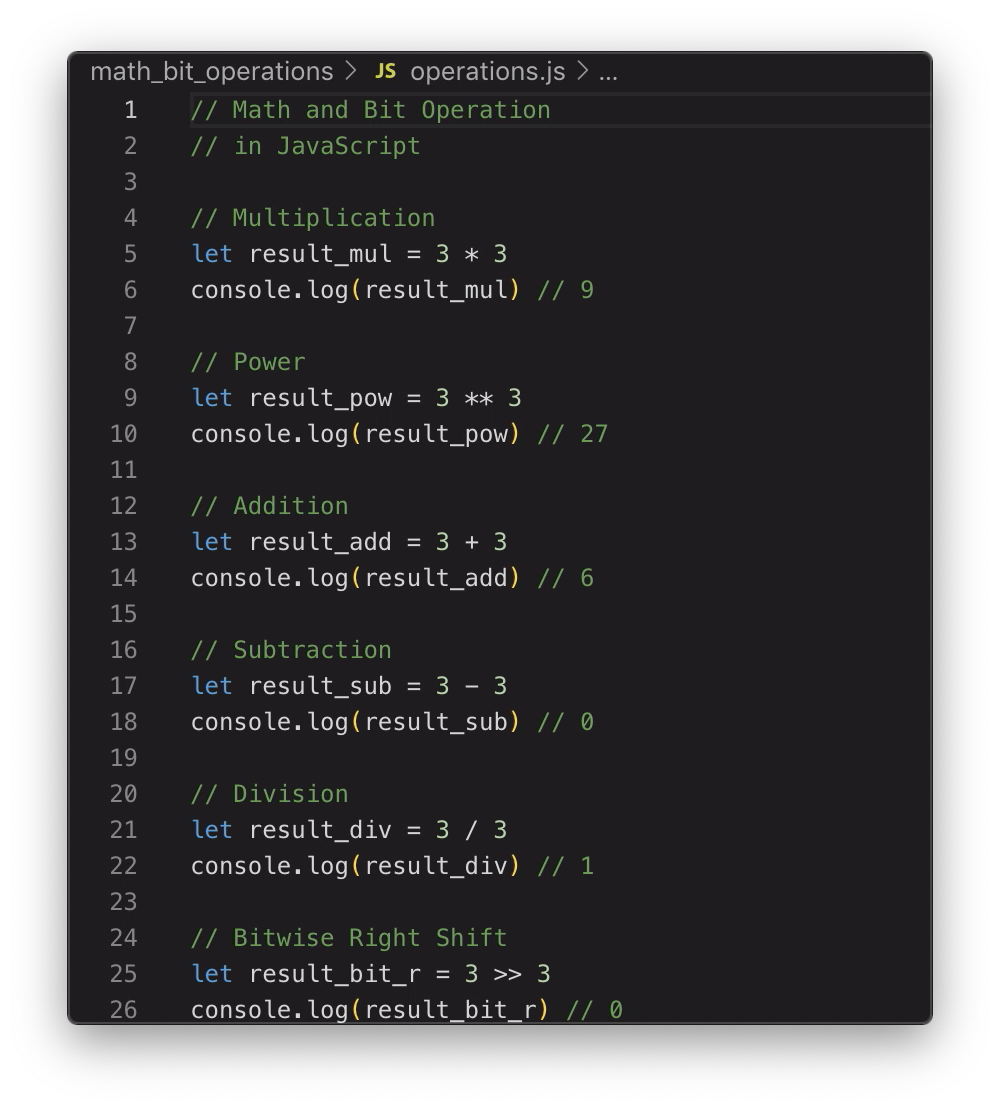 math_bit_operations > JS operations.js > ...
1 // Math and Bit Operation
2 // in JavaScript
3
4 // Multiplication
5 let result_mul = 3 * 3
6 console.log(result_mul) // 9
7
8 // Power
9 let result_pow = 3 ** 3
10 console.log(result_pow) // 27
11
12 // Addition
13 let result_add = 3 + 3
14 console.log(result_add) // 6
15
16 // Subtraction
17 let result_sub = 3 - 3
18 console.log(result_sub) // 0
19
20 // Division
21 let result_div = 3 / 3
22 console.log(result_div) // 1
23
24 // Bitwise Right Shift
25 let result_bit_r = 3 >> 3
26 console.log(result_bit_r) // 0